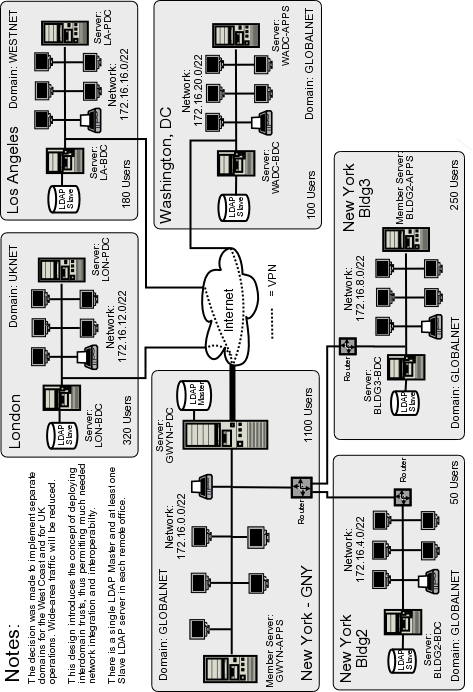 Notes:
The decision was made to implement separate
domains for the West Coast and for UK
operations. Wide-area traffic will be reduced.
This design introduces the concept of deploying
interdomain trusts, thus permitting much needed
network integration and interoperability.
There is a single LDAP Master and at least one
Slave LDAP server in each remote office.
London
Domain: UKNET
LDAP
Slave
Server:
LON-BDC
Network:
172.16.12.0/22
Server:
LON-PDC
320 Users
Los Angeles
Domain: WESTNET
LDAP
Slave
Server:
LA-BDC
Network:
172.16.16.0/22
Server:
LA-PDC
180 Users
Washington, DC
LDAP
Slave
Server:
WADC-BDC
Network:
172.16.20.0/22
Server:
WADC-APPS
Domain: GLOBALNET
100 Users
Internet
= VPN
Domain: GLOBALNET
Network:
172.16.0.0/22
Server:
GWYN-PDC
LDAP
Master
Member Server:
GWYN-APPS
Router
New York - GNY
1100 Users
New York
Bldg2
LDAP
Slave
Server:
BLDG2-BDC
Network:
172.16.4.0/22
Router
Domain: GLOBALNET
50 Users
New York
Bldg3
Router
LDAP
Slave
Server:
BLDG3-BDC
Network:
172.16.8.0/22
Member Server:
BLDG2-APPS
Domain: GLOBALNET
250 Users